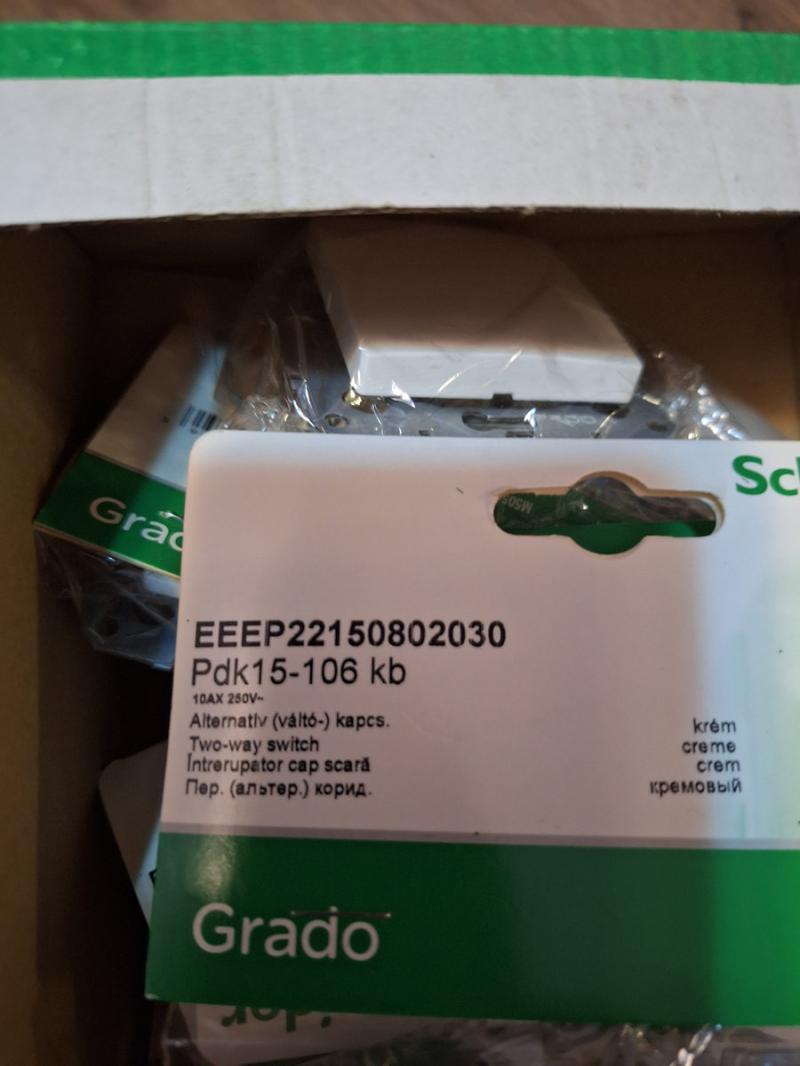 Sc
Grado
EEEP22150802030
Pdk15-106 kb
10AX 250V~
Alternatív (váltó-) kapcs.
Two-way switch
Întrerupator cap scară
Пер. (альтер.) корид.
krém
creme
crem
кремовый
Grado